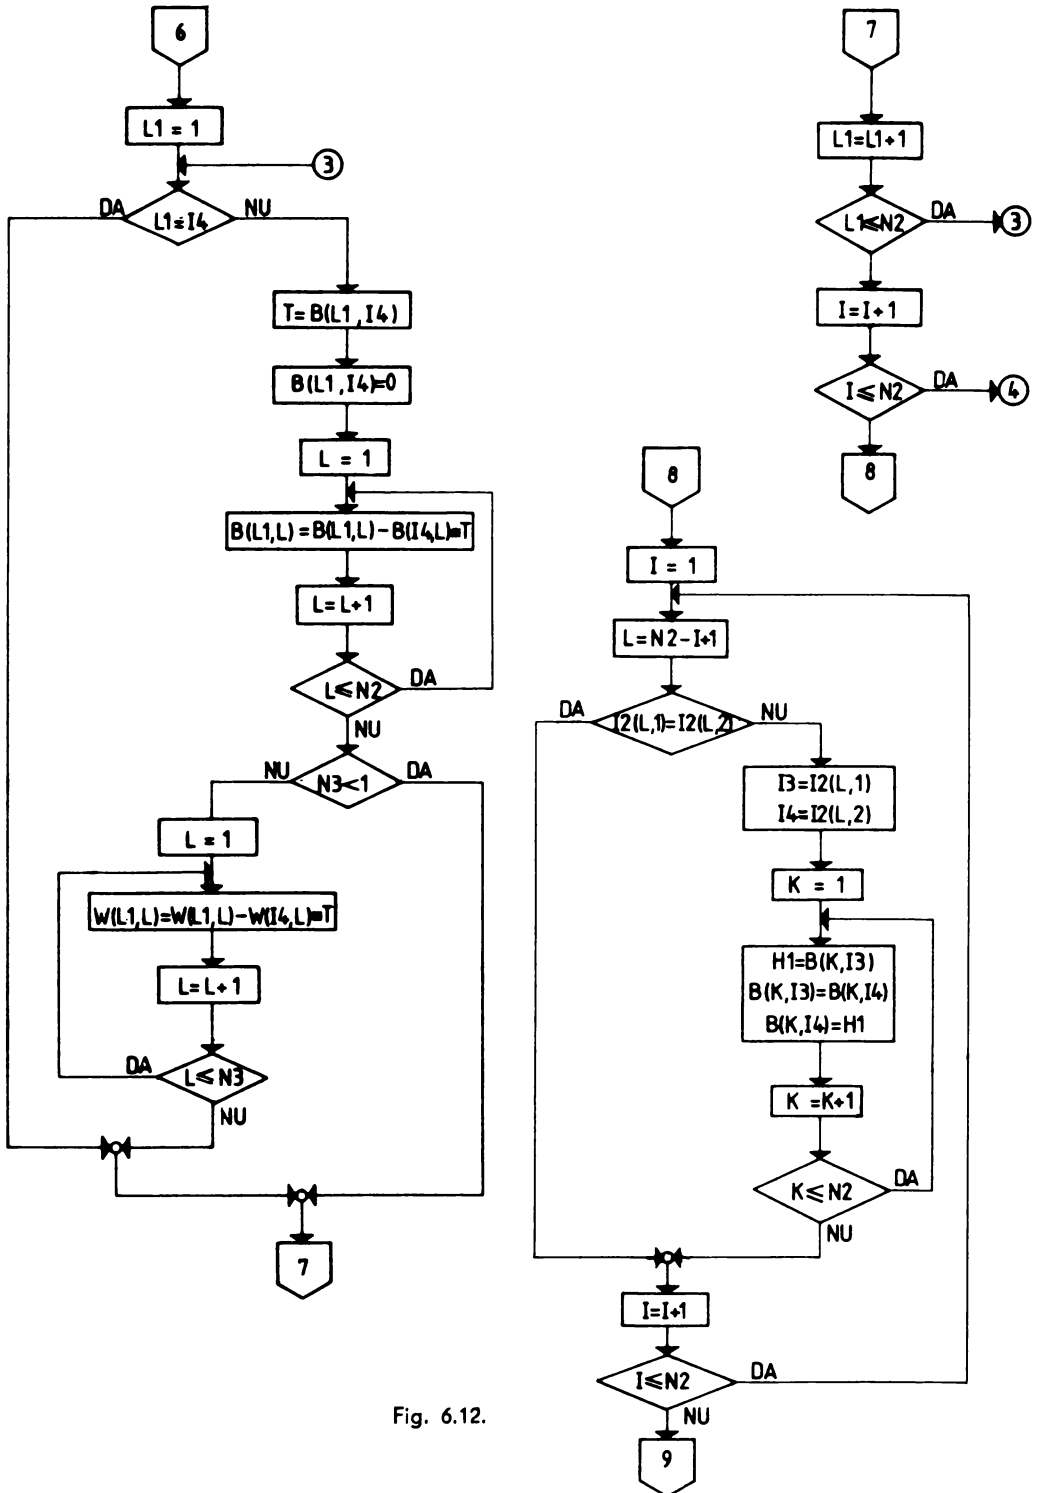 6
L1 = 1
3
DA
L1=I4
NU
T=B(L1,I4)
B(L1,I4)=0
L = 1
B(L1,L)=B(L1,L)-B(I4,L)*T
L=L+1
L≤N2
DA
NU
NU
N3<1
DA
L = 1
W(L1,L)=W(L1,L)-W(I4,L)*T
L=L+1
DA
L≤N3
NU
7
7
L1=L1+1
L1≤N2
DA
3
I=I+1
I≤N2
DA
4
8
8
I = 1
L=N2-I+1
DA
I2(L,1)=I2(L,2)
NU
I3=I2(L,1)
I4=I2(L,2)
K = 1
H1=B(K,I3)
B(K,I3)=B(K,I4)
B(K,I4)=H1
K=K+1
K≤N2
DA
NU
I=I+1
I≤N2
DA
NU
9
Fig. 6.12.